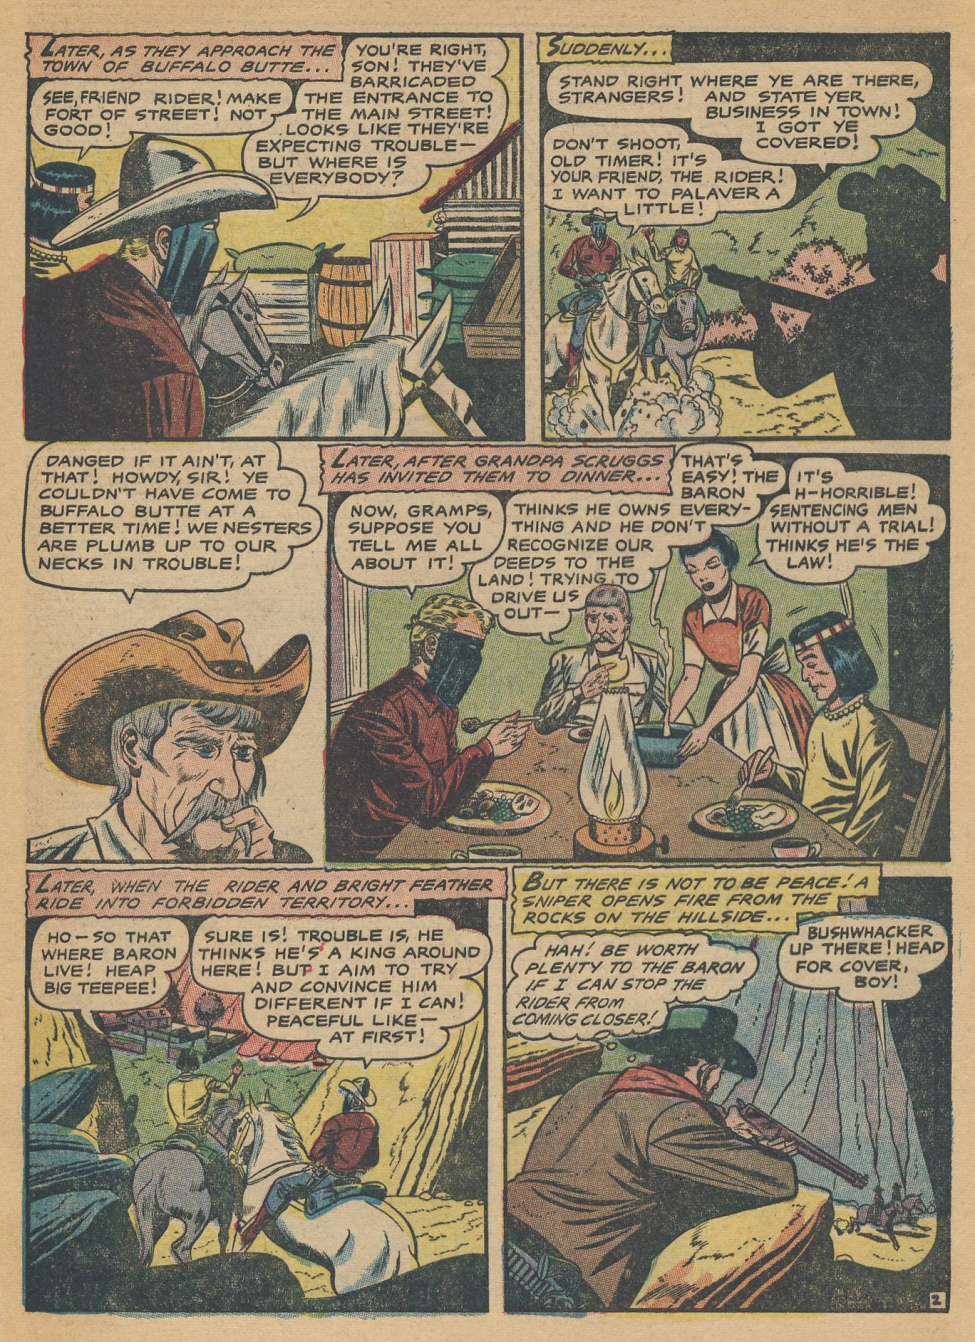 LATER, AS THEY APPROACH THE
TOWN OF BUFFALO BUTTE...
SEE, FRIEND RIDER! MAKE
FORT OF STREET! NOT
GOOD!
YOU'RE RIGHT,
SON! THEY'VE
BARRICADED
THE ENTRANCE TO
THE MAIN STREET!
LOOKS LIKE THEY'RE
EXPECTING TROUBLE—
BUT WHERE IS
EVERYBODY?
SUDDENLY...
STAND RIGHT WHERE YE ARE THERE,
STRANGERS! AND STATE YER
BUSINESS IN TOWN!
I GOT YE
COVERED!
DON'T SHOOT,
OLD TIMER! IT'S
YOUR FRIEND, THE RIDER!
I WANT TO PALAVER A
LITTLE!
DANGED IF IT AIN'T, AT
THAT! HOWDY, SIR! YE
COULDN'T HAVE COME TO
BUFFALO BUTTE AT A
BETTER TIME! WE NESTERS
ARE PLUMB UP TO OUR
NECKS IN TROUBLE!
LATER, AFTER GRANDPA SCRUGGS
HAS INVITED THEM TO DINNER...
NOW, GRAMPS,
SUPPOSE YOU
TELL ME ALL
ABOUT IT!
THAT'S
EASY! THE
BARON
THINKS HE OWNS EVERY-
THING AND HE DON'T
RECOGNIZE OUR
DEEDS TO THE
LAND! TRYING TO
DRIVE US
OUT—
IT'S
H-HORRIBLE!
SENTENCING MEN
WITHOUT A TRIAL!
THINKS HE'S THE
LAW!
LATER, WHEN THE RIDER AND BRIGHT FEATHER
RIDE INTO FORBIDDEN TERRITORY...
HO—SO THAT
WHERE BARON
LIVE! HEAP
BIG TEEPEE!
SURE IS! TROUBLE IS, HE
THINKS HE'S A KING AROUND
HERE! BUT I AIM TO TRY
AND CONVINCE HIM
DIFFERENT IF I CAN!
PEACEFUL LIKE—
AT FIRST!
BUT THERE IS NOT TO BE PEACE! A
SNIPER OPENS FIRE FROM THE
ROCKS ON THE HILLSIDE...
HAH! BE WORTH
PLENTY TO THE BARON
IF I CAN STOP THE
RIDER FROM
COMING CLOSER!
BUSHWHACKER
UP THERE! HEAD
FOR COVER,
BOY!
2